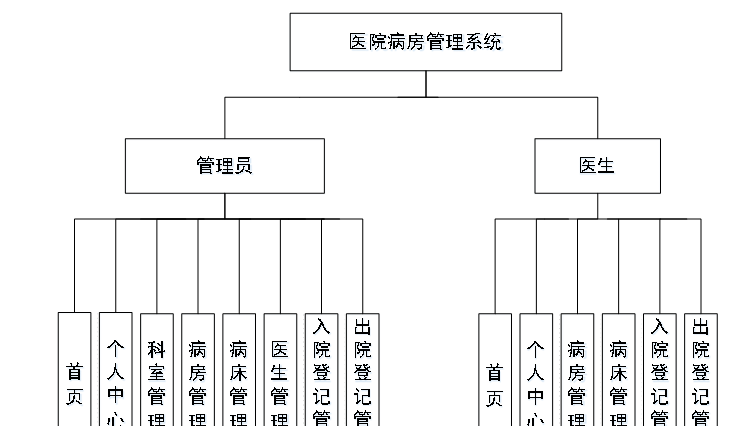 医院病房管理系统
管理员
医生
首页
个人中心
科室管理
病房管理
病床管理
医生管理
入院登记管
出院登记管
首页
个人中心
病房管理
病床管理
入院登记管
出院登记管